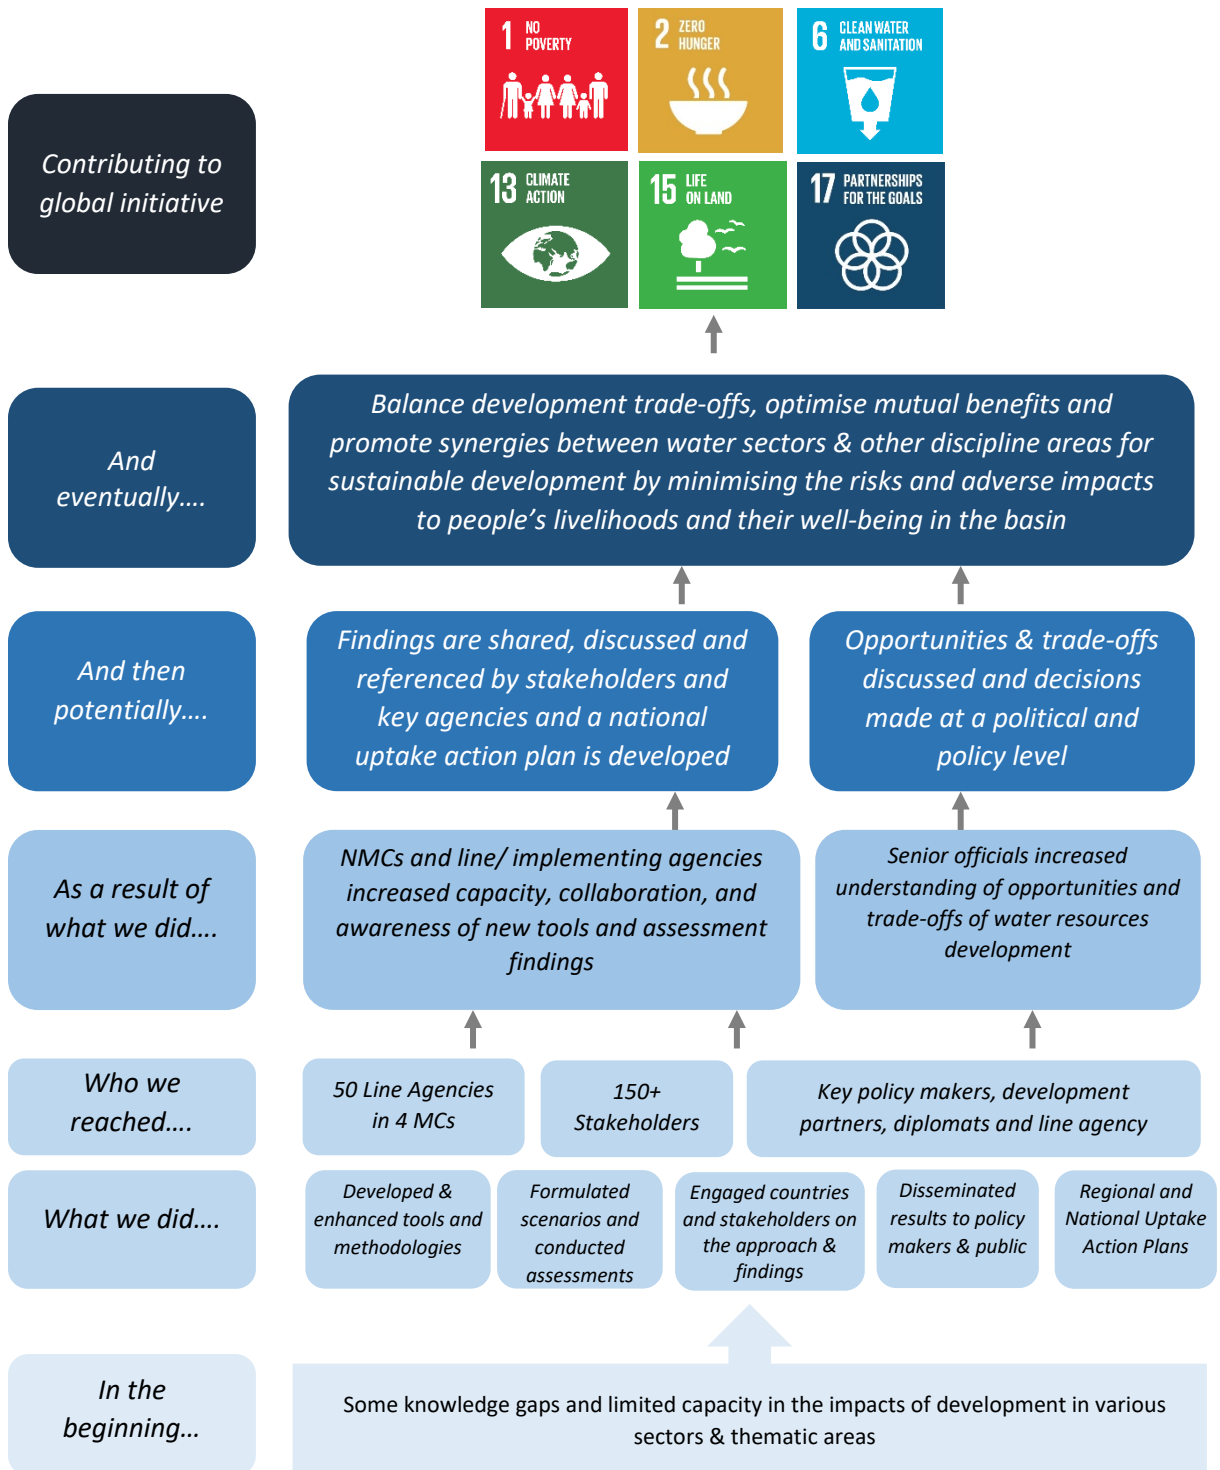 1 NO
POVERTY
2 ZERO
HUNGER
6 CLEAN WATER
AND SANITATION
Contributing to
global initiative
13 CLIMATE
ACTION
15 LIFE
ON LAND
17 PARTNERSHIPS
FOR THE GOALS
And
eventually....
Balance development trade-offs, optimise mutual benefits and
promote synergies between water sectors & other discipline areas for
sustainable development by minimising the risks and adverse impacts
to people’s livelihoods and their well-being in the basin
And then
potentially....
Findings are shared, discussed and
referenced by stakeholders and
key agencies and a national
uptake action plan is developed
Opportunities & trade-offs
discussed and decisions
made at a political and
policy level
As a result of
what we did....
NMCs and line/ implementing agencies
increased capacity, collaboration, and
awareness of new tools and assessment
findings
Senior officials increased
understanding of opportunities and
trade-offs of water resources
development
Who we
reached....
50 Line Agencies
in 4 MCs
150+
Stakeholders
Key policy makers, development
partners, diplomats and line agency
What we did....
Developed &
enhanced tools and
methodologies
Formulated
scenarios and
conducted
assessments
Engaged countries
and stakeholders on
the approach &
findings
Disseminated
results to policy
makers & public
Regional and
National Uptake
Action Plans
In the
beginning...
Some knowledge gaps and limited capacity in the impacts of development in various
sectors & thematic areas